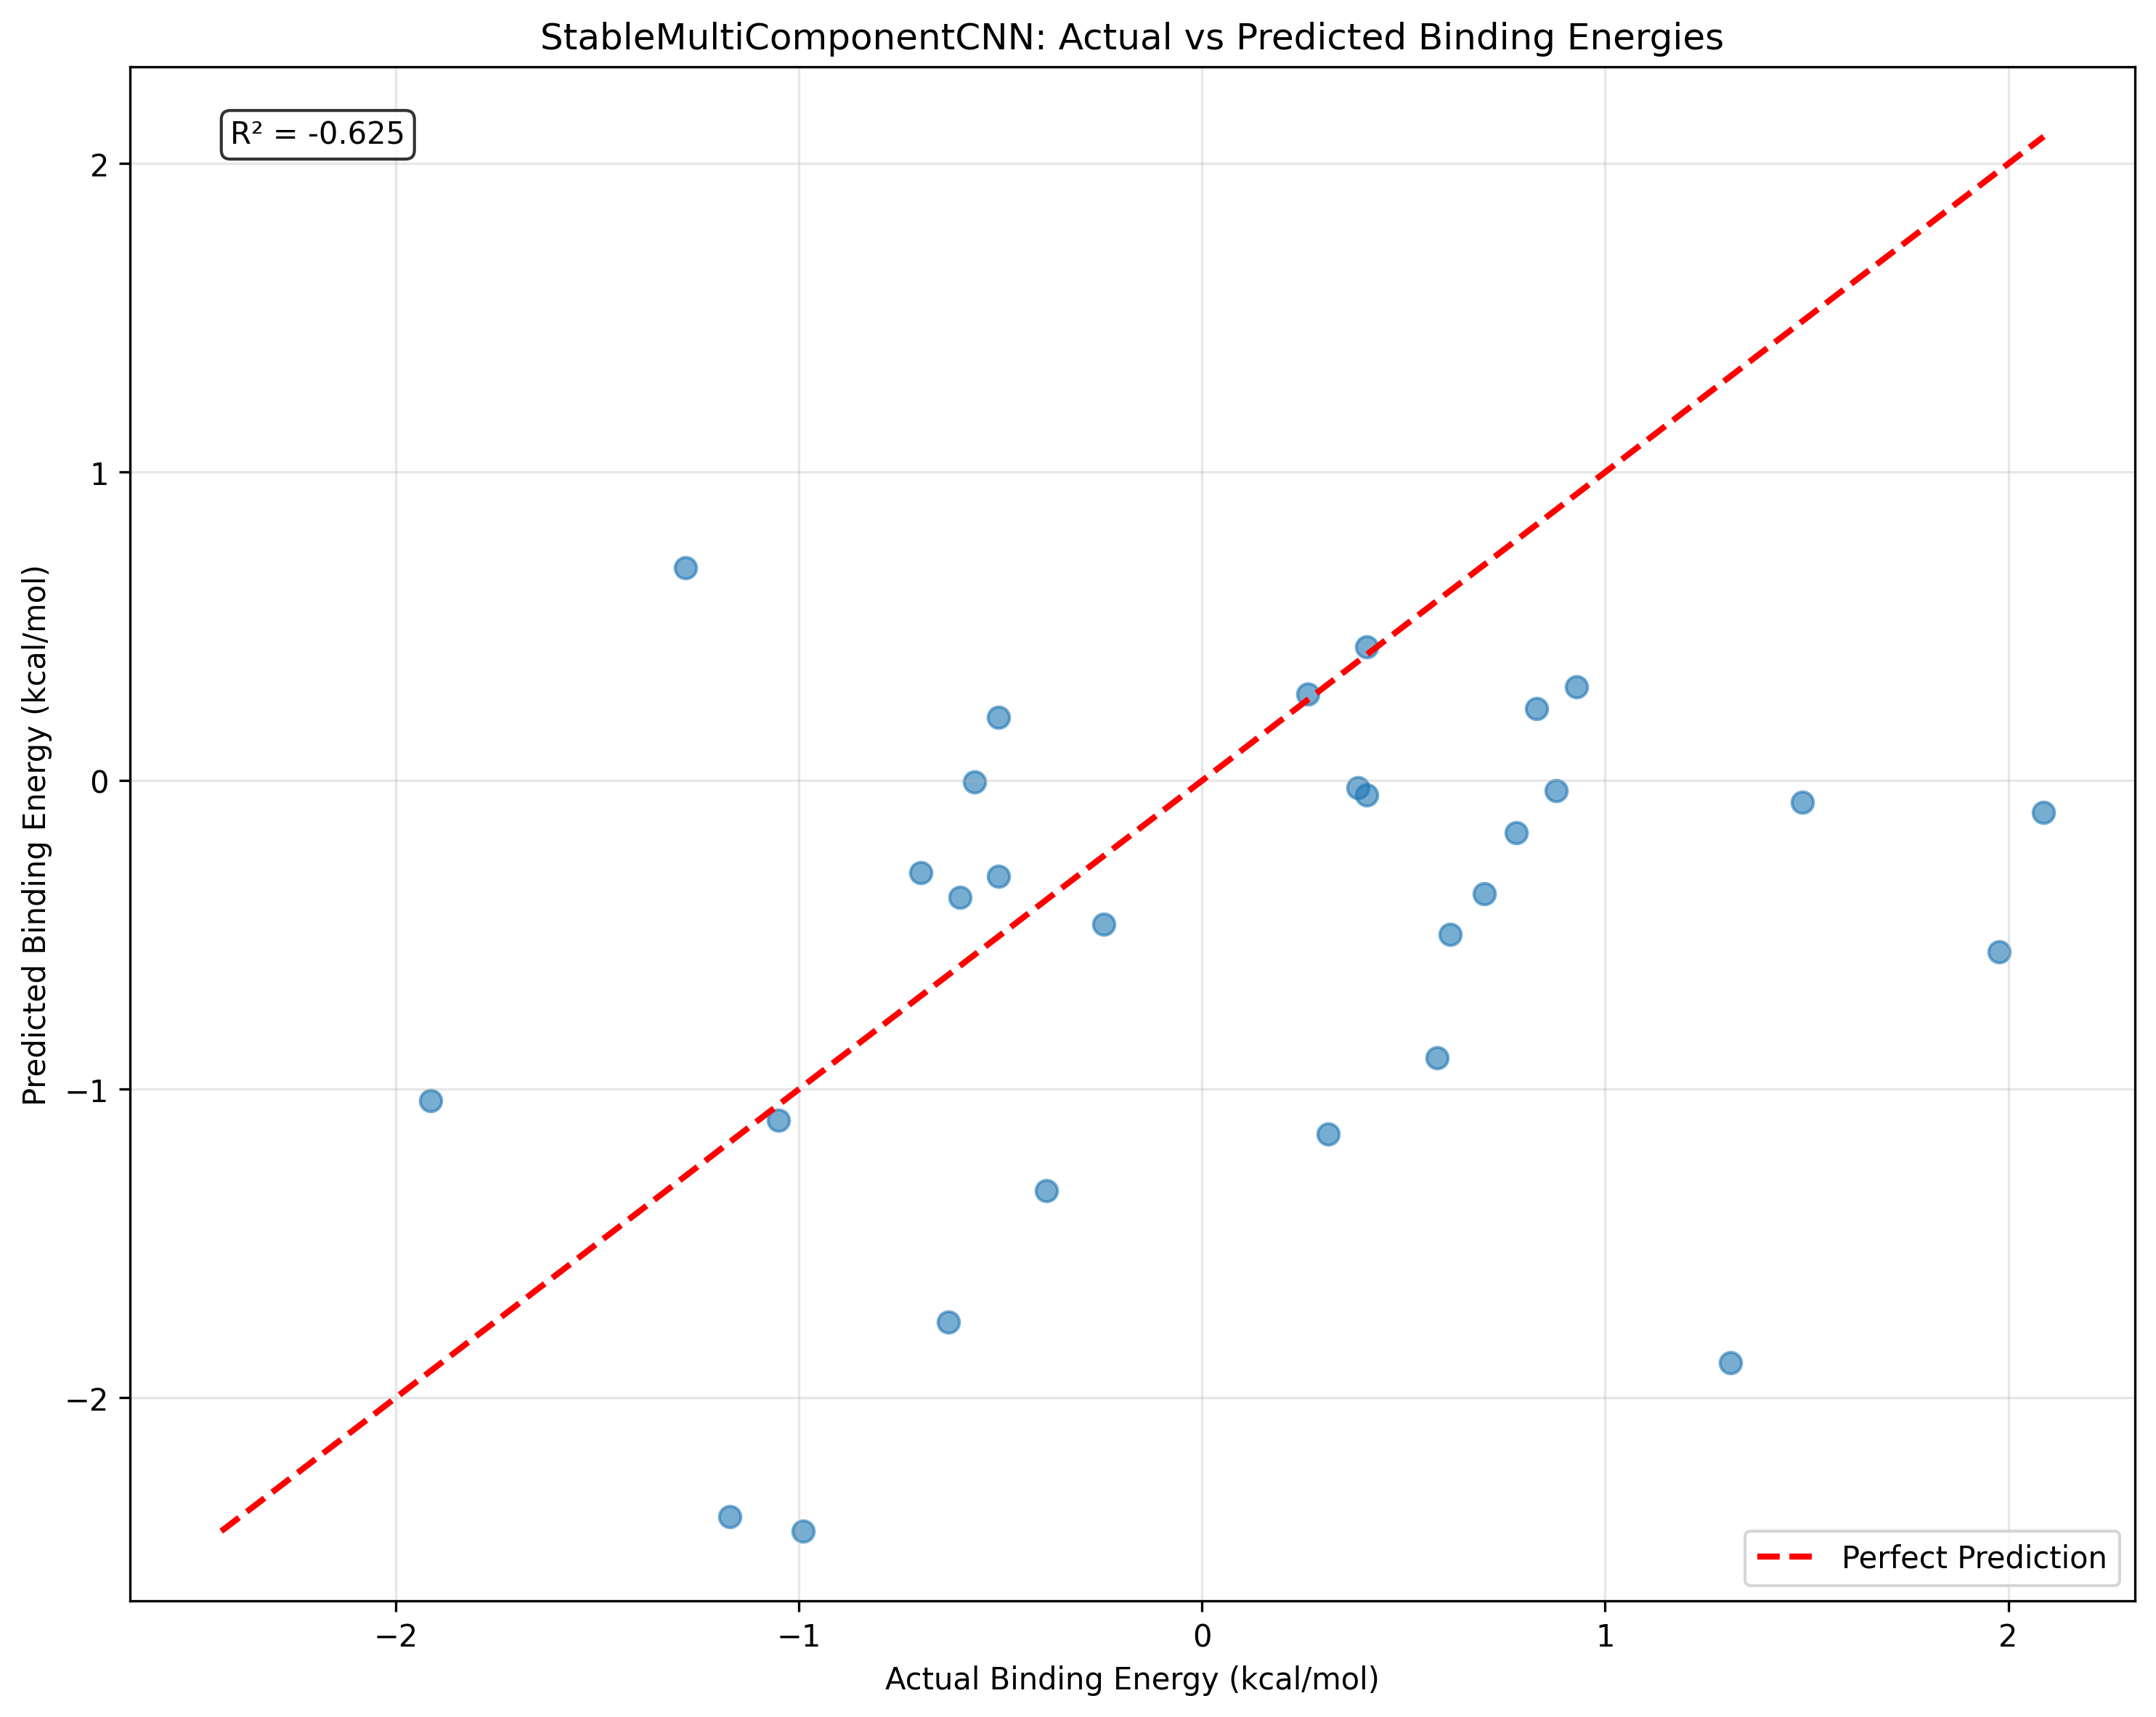 StableMultiComponentCNN: Actual vs Predicted Binding Energies
R² = -0.625
2
1
0
−1
−2
Predicted Binding Energy (kcal/mol)
Perfect Prediction
−2
−1
0
1
2
Actual Binding Energy (kcal/mol)